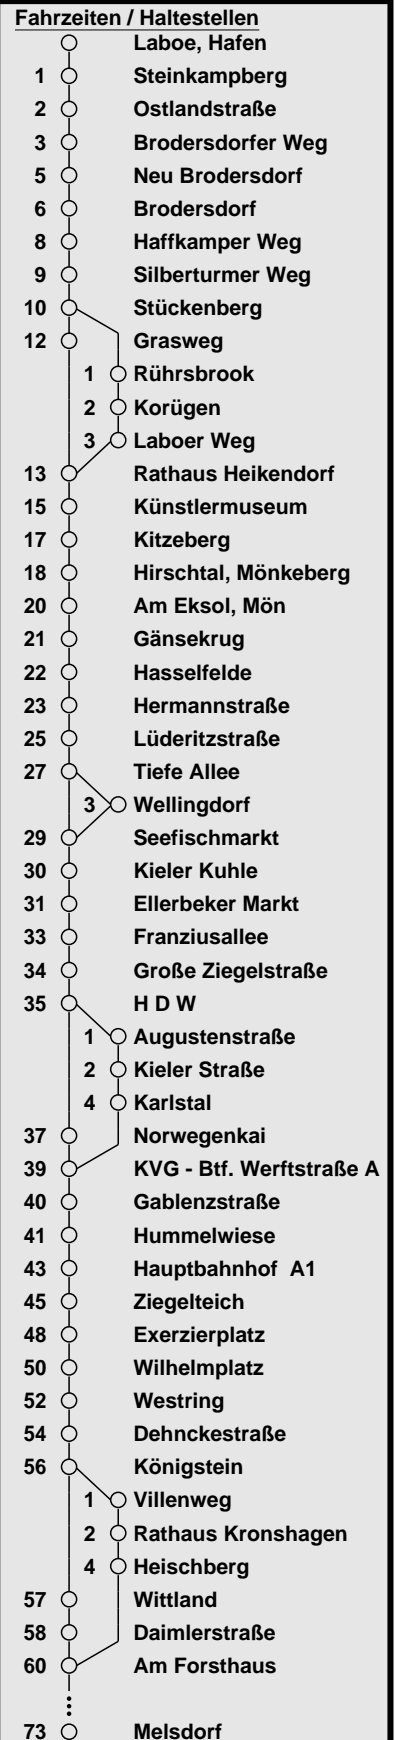 Fahrzeiten / Haltestellen
Laboe, Hafen
1 Steinkampberg
2 Ostlandstraße
3 Brodersdorfer Weg
5 Neu Brodersdorf
6 Brodersdorf
8 Haffkamper Weg
9 Silberturmer Weg
10 Stückenberg
12 Grasweg
1 Rührsbrook
2 Korügen
3 Laboer Weg
13 Rathaus Heikendorf
15 Künstlermuseum
17 Kitzeberg
18 Hirschtal, Mönkeberg
20 Am Eksol, Mön
21 Gänsekrug
22 Hasselfelde
23 Hermannstraße
25 Lüderitzstraße
27 Tiefe Allee
3 Wellingdorf
29 Seefischmarkt
30 Kieler Kuhle
31 Ellerbeker Markt
33 Franziusallee
34 Große Ziegelstraße
35 H D W
1 Augustenstraße
2 Kieler Straße
4 Karlstal
37 Norwegenkai
39 KVG - Btf. Werftstraße A
40 Gablenzstraße
41 Hummelwiese
43 Hauptbahnhof A1
45 Ziegelteich
48 Exerzierplatz
50 Wilhelmplatz
52 Westring
54 Dehnckestraße
56 Königstein
1 Villenweg
2 Rathaus Kronshagen
4 Heischberg
57 Wittland
58 Daimlerstraße
60 Am Forsthaus
73 Melsdorf